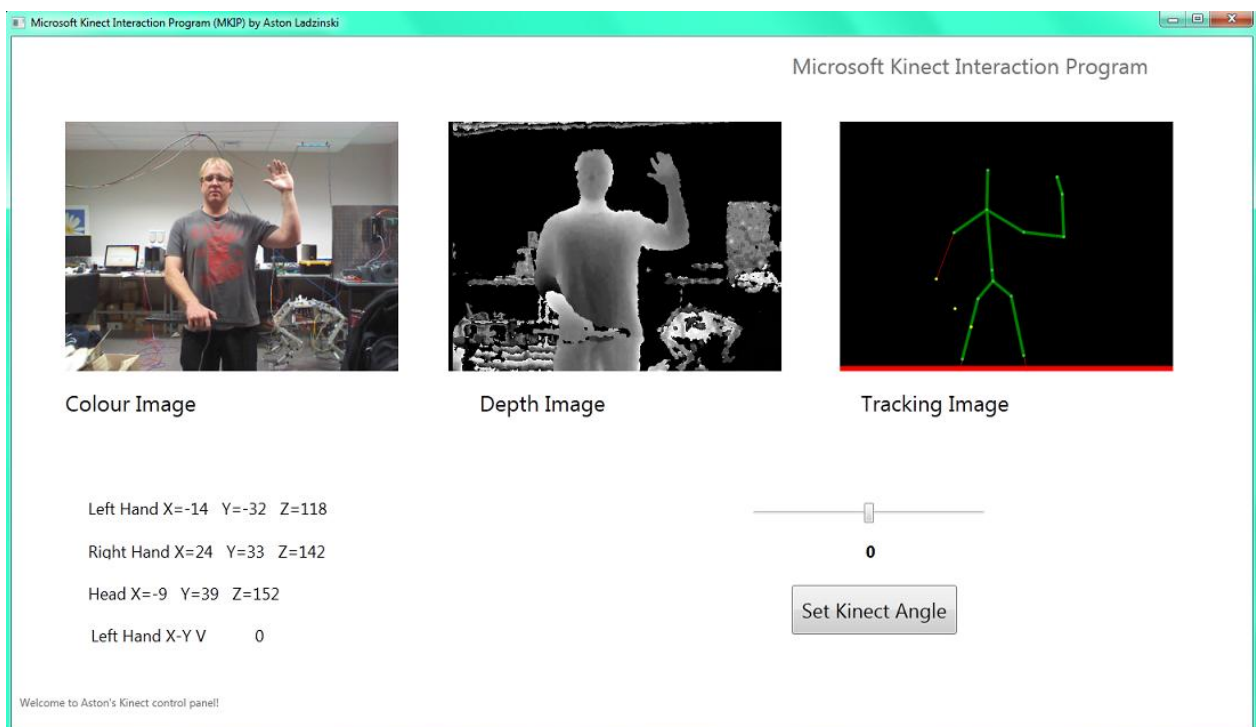 Microsoft Kinect Interaction Program (MKIP) by Aston Ladzinski
Microsoft Kinect Interaction Program
Colour Image
Depth Image
Tracking Image
Left Hand X=-14 Y=-32 Z=118
Right Hand X=24 Y=33 Z=142
Head X=-9 Y=39 Z=152
Left Hand X-Y V 0
0
Set Kinect Angle
Welcome to Aston's Kinect control panel!